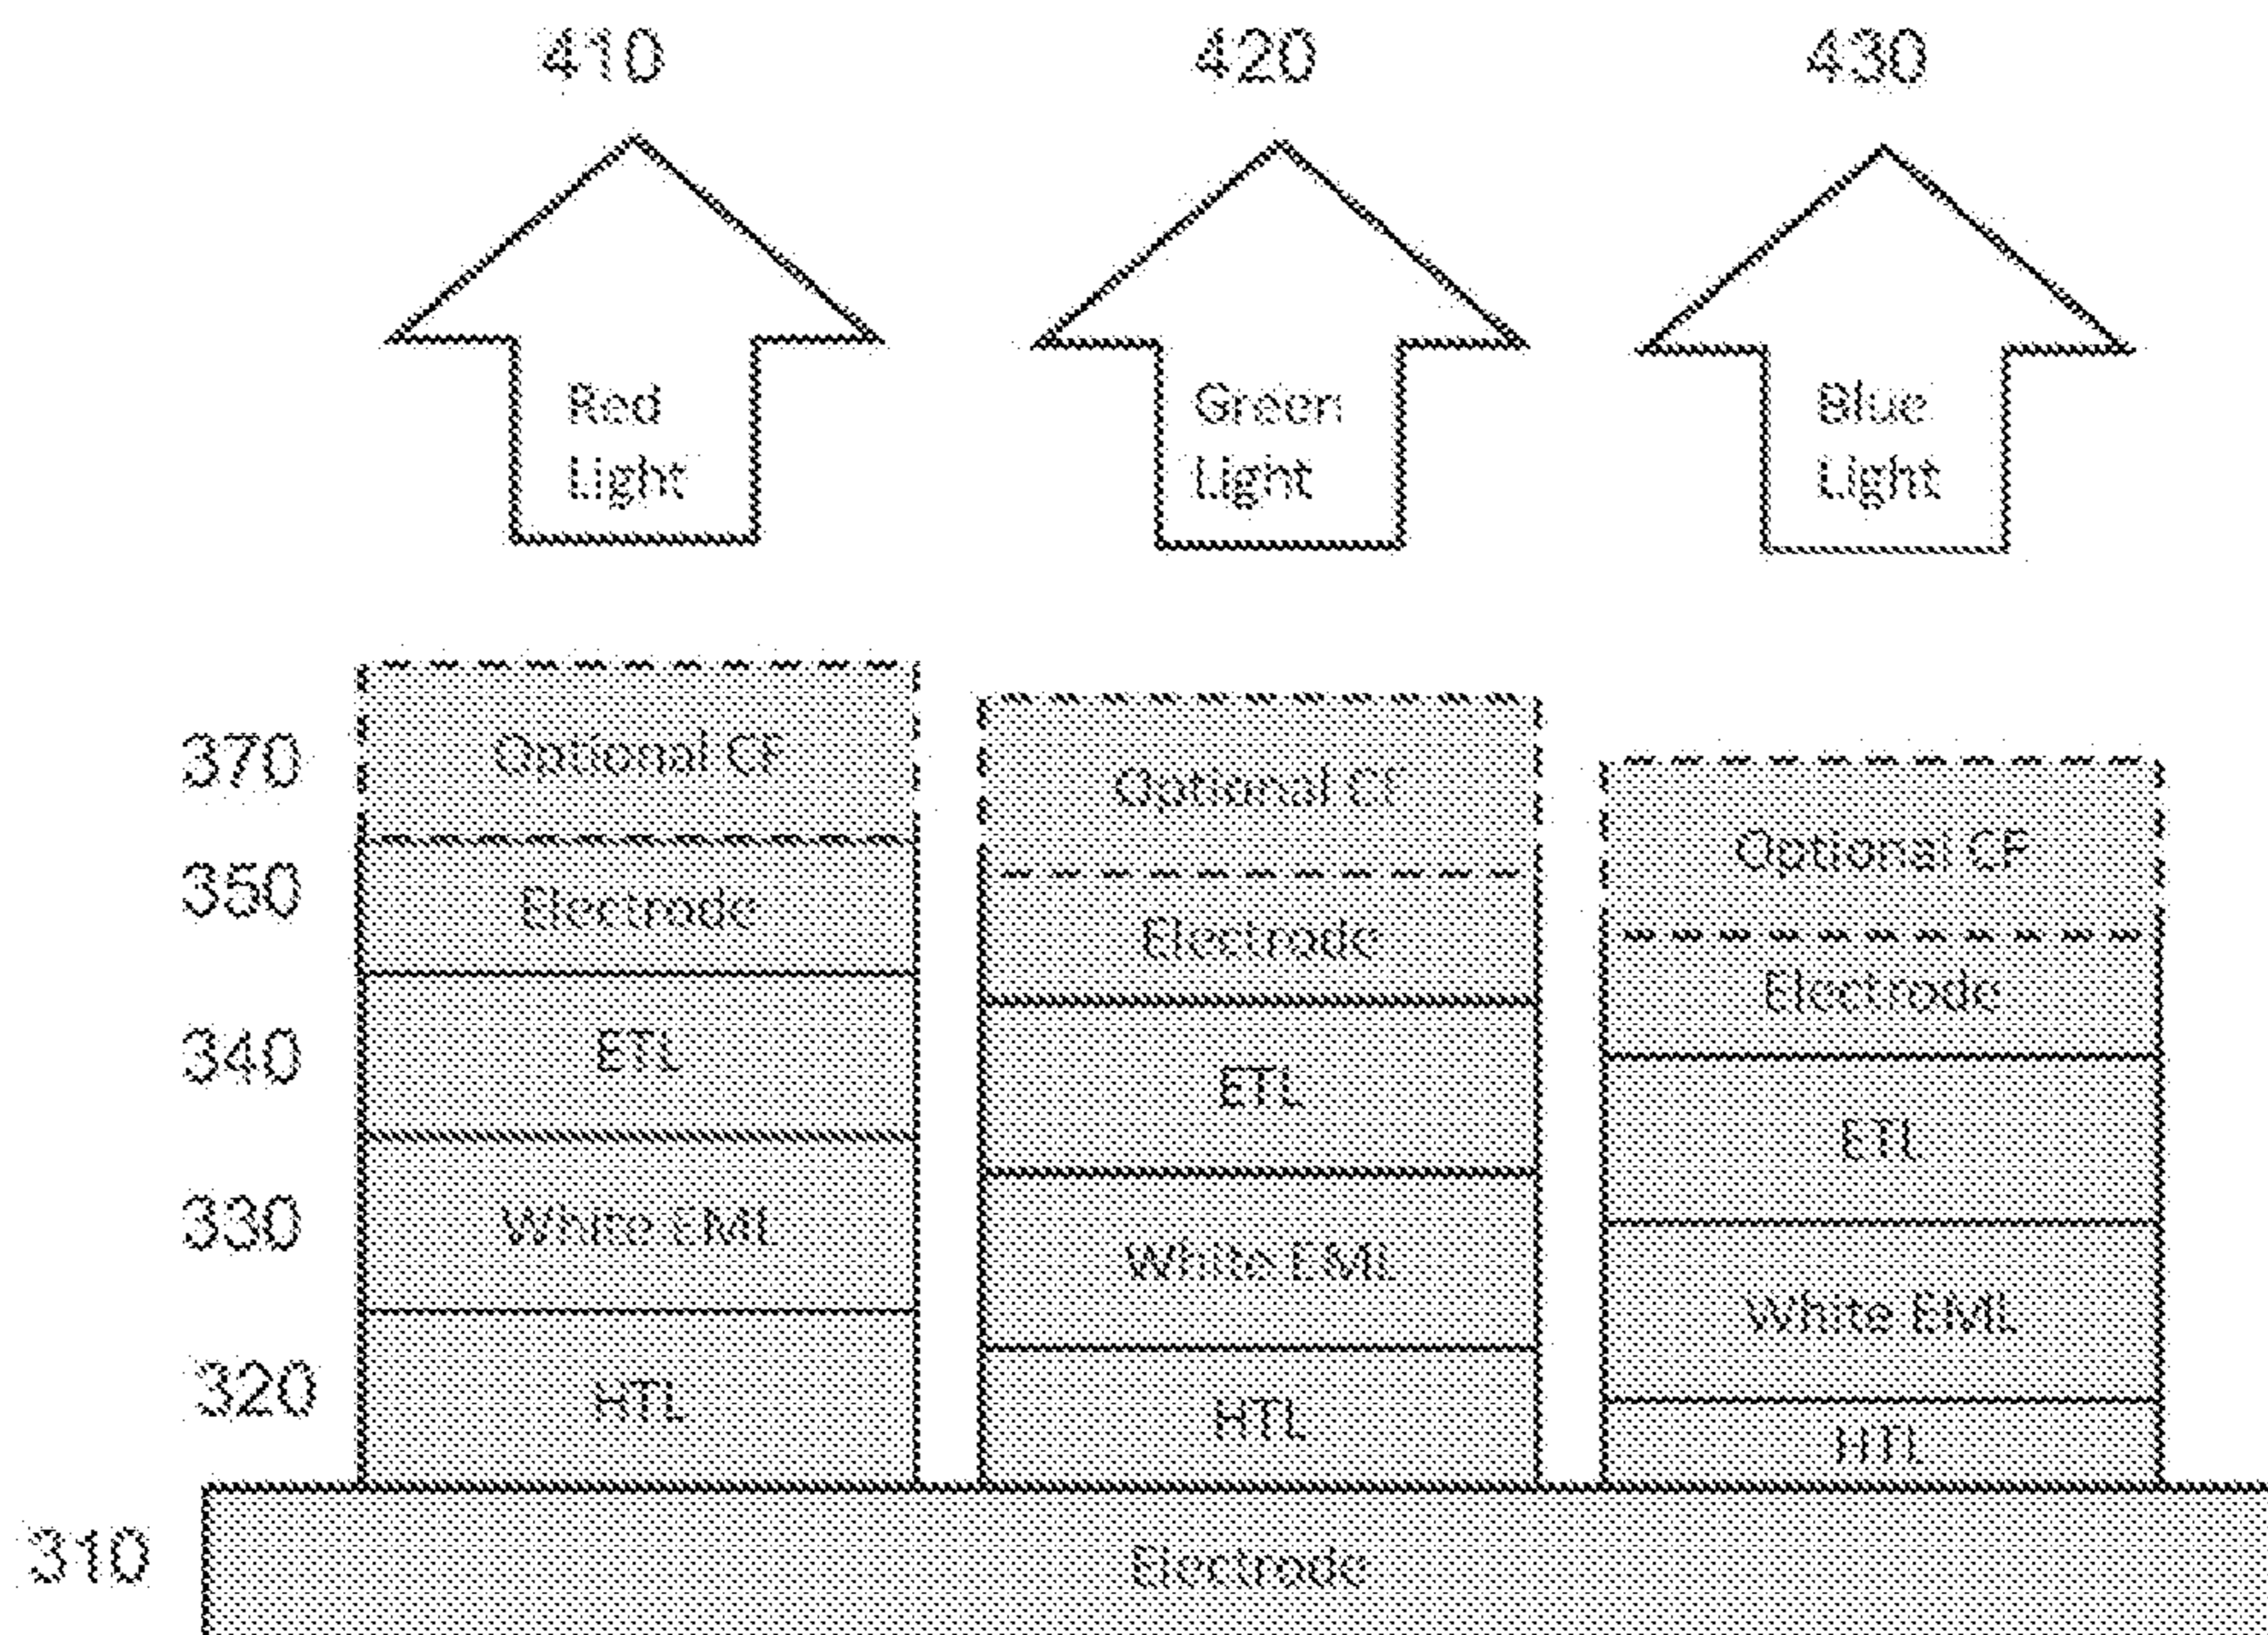 410
420
430
Red
Light
Green
Light
Blue
Light
370
Optional CF
Optional CF
Optional CF
350
Electrode
Electrode
Electrode
340
ETL
ETL
ETL
330
White EML
White EML
White EML
320
HTL
HTL
HTL
310
Electrode